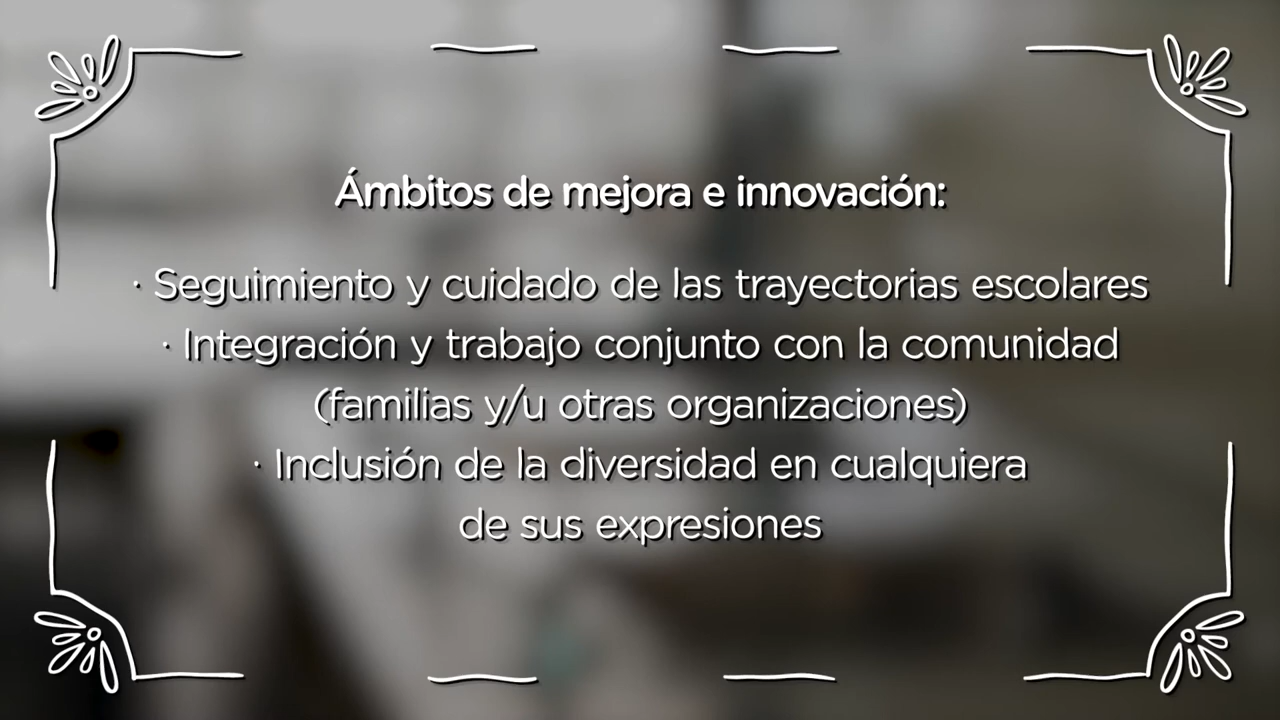 Ámbitos de mejora e innovación:
· Seguimiento y cuidado de las trayectorias escolares
· Integración y trabajo conjunto con la comunidad
(familias y/u otras organizaciones)
· Inclusión de la diversidad en cualquiera
de sus expresiones